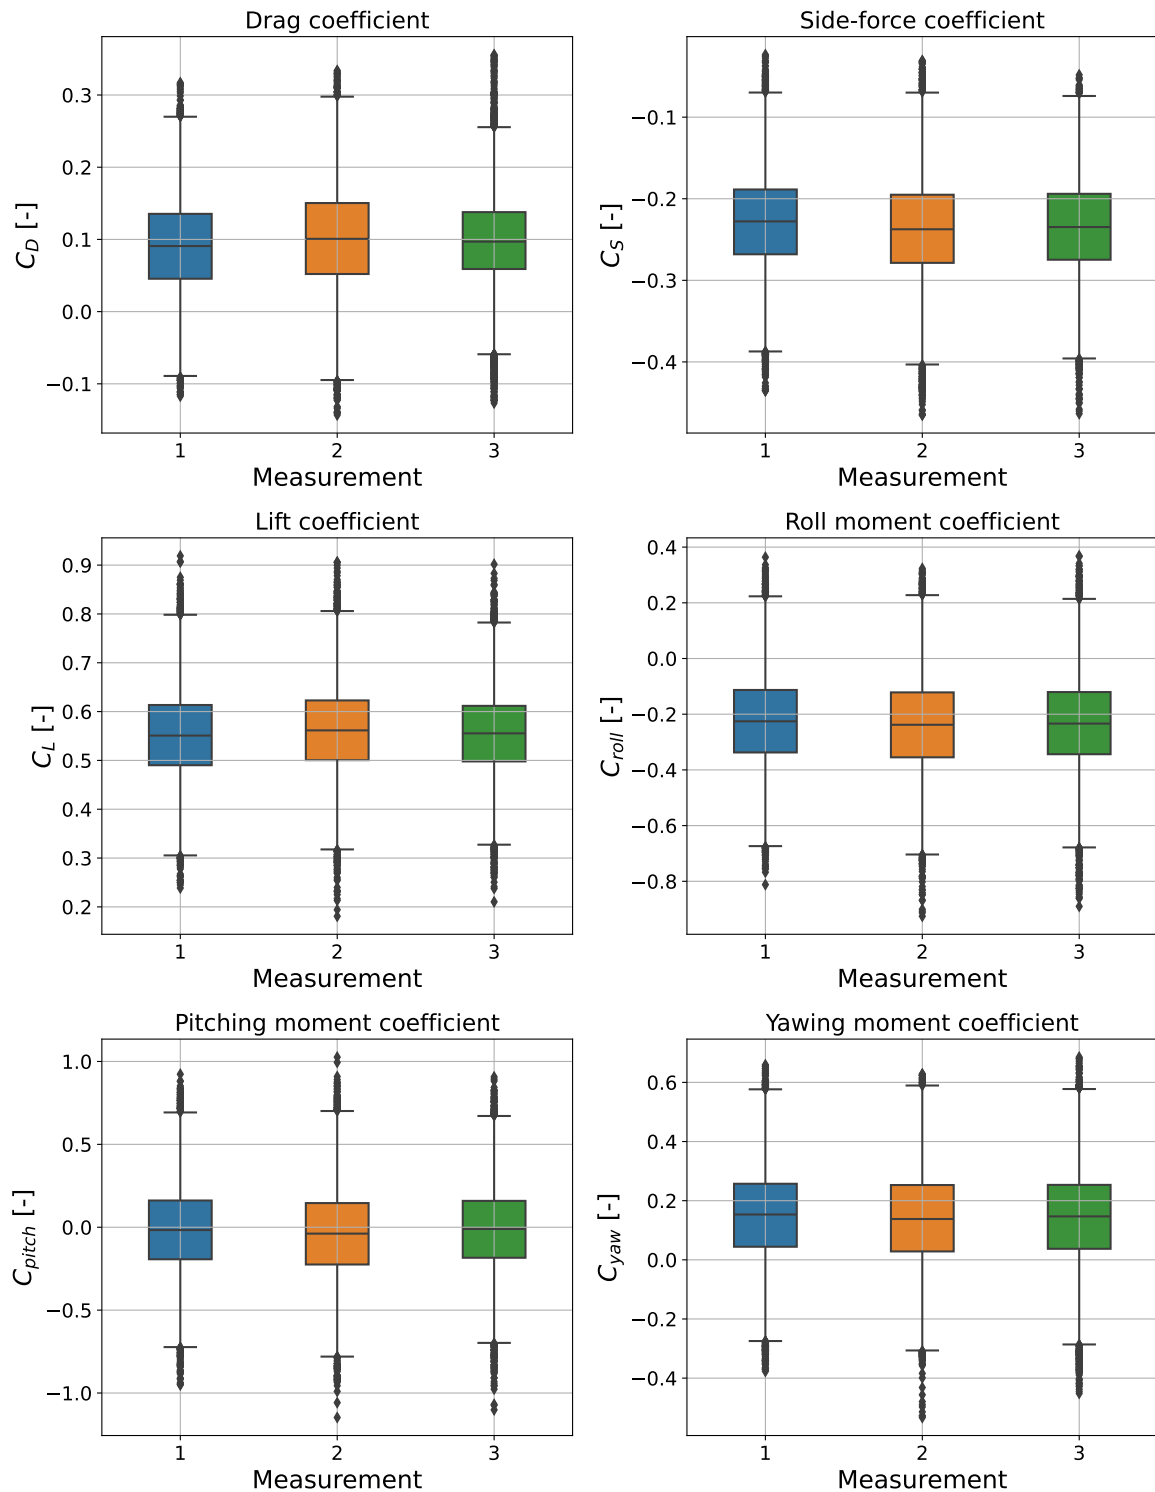 Drag coefficient
C_D [-]
0.3
0.2
0.1
0.0
−0.1
1 2 3
Measurement
Side-force coefficient
C_S [-]
−0.1
−0.2
−0.3
−0.4
1 2 3
Measurement
Lift coefficient
C_L [-]
0.9
0.8
0.7
0.6
0.5
0.4
0.3
0.2
1 2 3
Measurement
Roll moment coefficient
C_roll [-]
0.4
0.2
0.0
−0.2
−0.4
−0.6
−0.8
1 2 3
Measurement
Pitching moment coefficient
C_pitch [-]
1.0
0.5
0.0
−0.5
−1.0
1 2 3
Measurement
Yawing moment coefficient
C_yaw [-]
0.6
0.4
0.2
0.0
−0.2
−0.4
1 2 3
Measurement